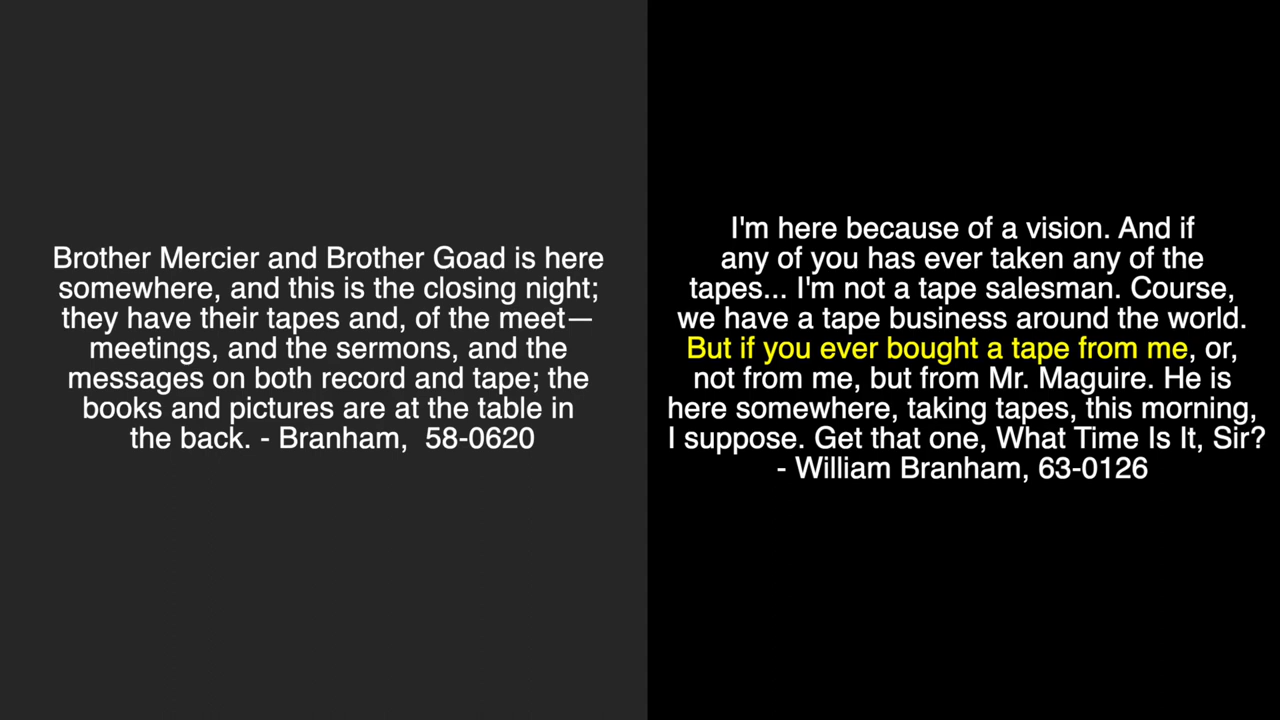 Brother Mercier and Brother Goad is here
somewhere, and this is the closing night;
they have their tapes and, of the meet—
meetings, and the sermons, and the
messages on both record and tape; the
books and pictures are at the table in
the back. - Branham,  58-0620
I'm here because of a vision. And if
any of you has ever taken any of the
tapes... I'm not a tape salesman. Course,
we have a tape business around the world.
But if you ever bought a tape from me, or,
not from me, but from Mr. Maguire. He is
here somewhere, taking tapes, this morning,
I suppose. Get that one, What Time Is It, Sir?
- William Branham, 63-0126